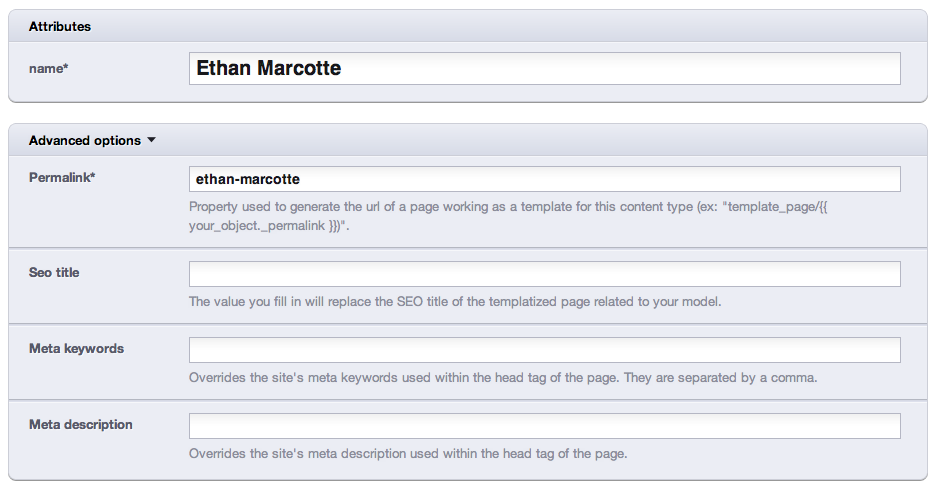 Attributes
name* Ethan Marcotte
Advanced options
Permalink* ethan-marcotte
Property used to generate the url of a page working as a template for this content type (ex: "template_page/{{
your_object._permalink }})".
Seo title
The value you fill in will replace the SEO title of the templatized page related to your model.
Meta keywords
Overrides the site's meta keywords used within the head tag of the page. They are separated by a comma.
Meta description
Overrides the site's meta description used within the head tag of the page.